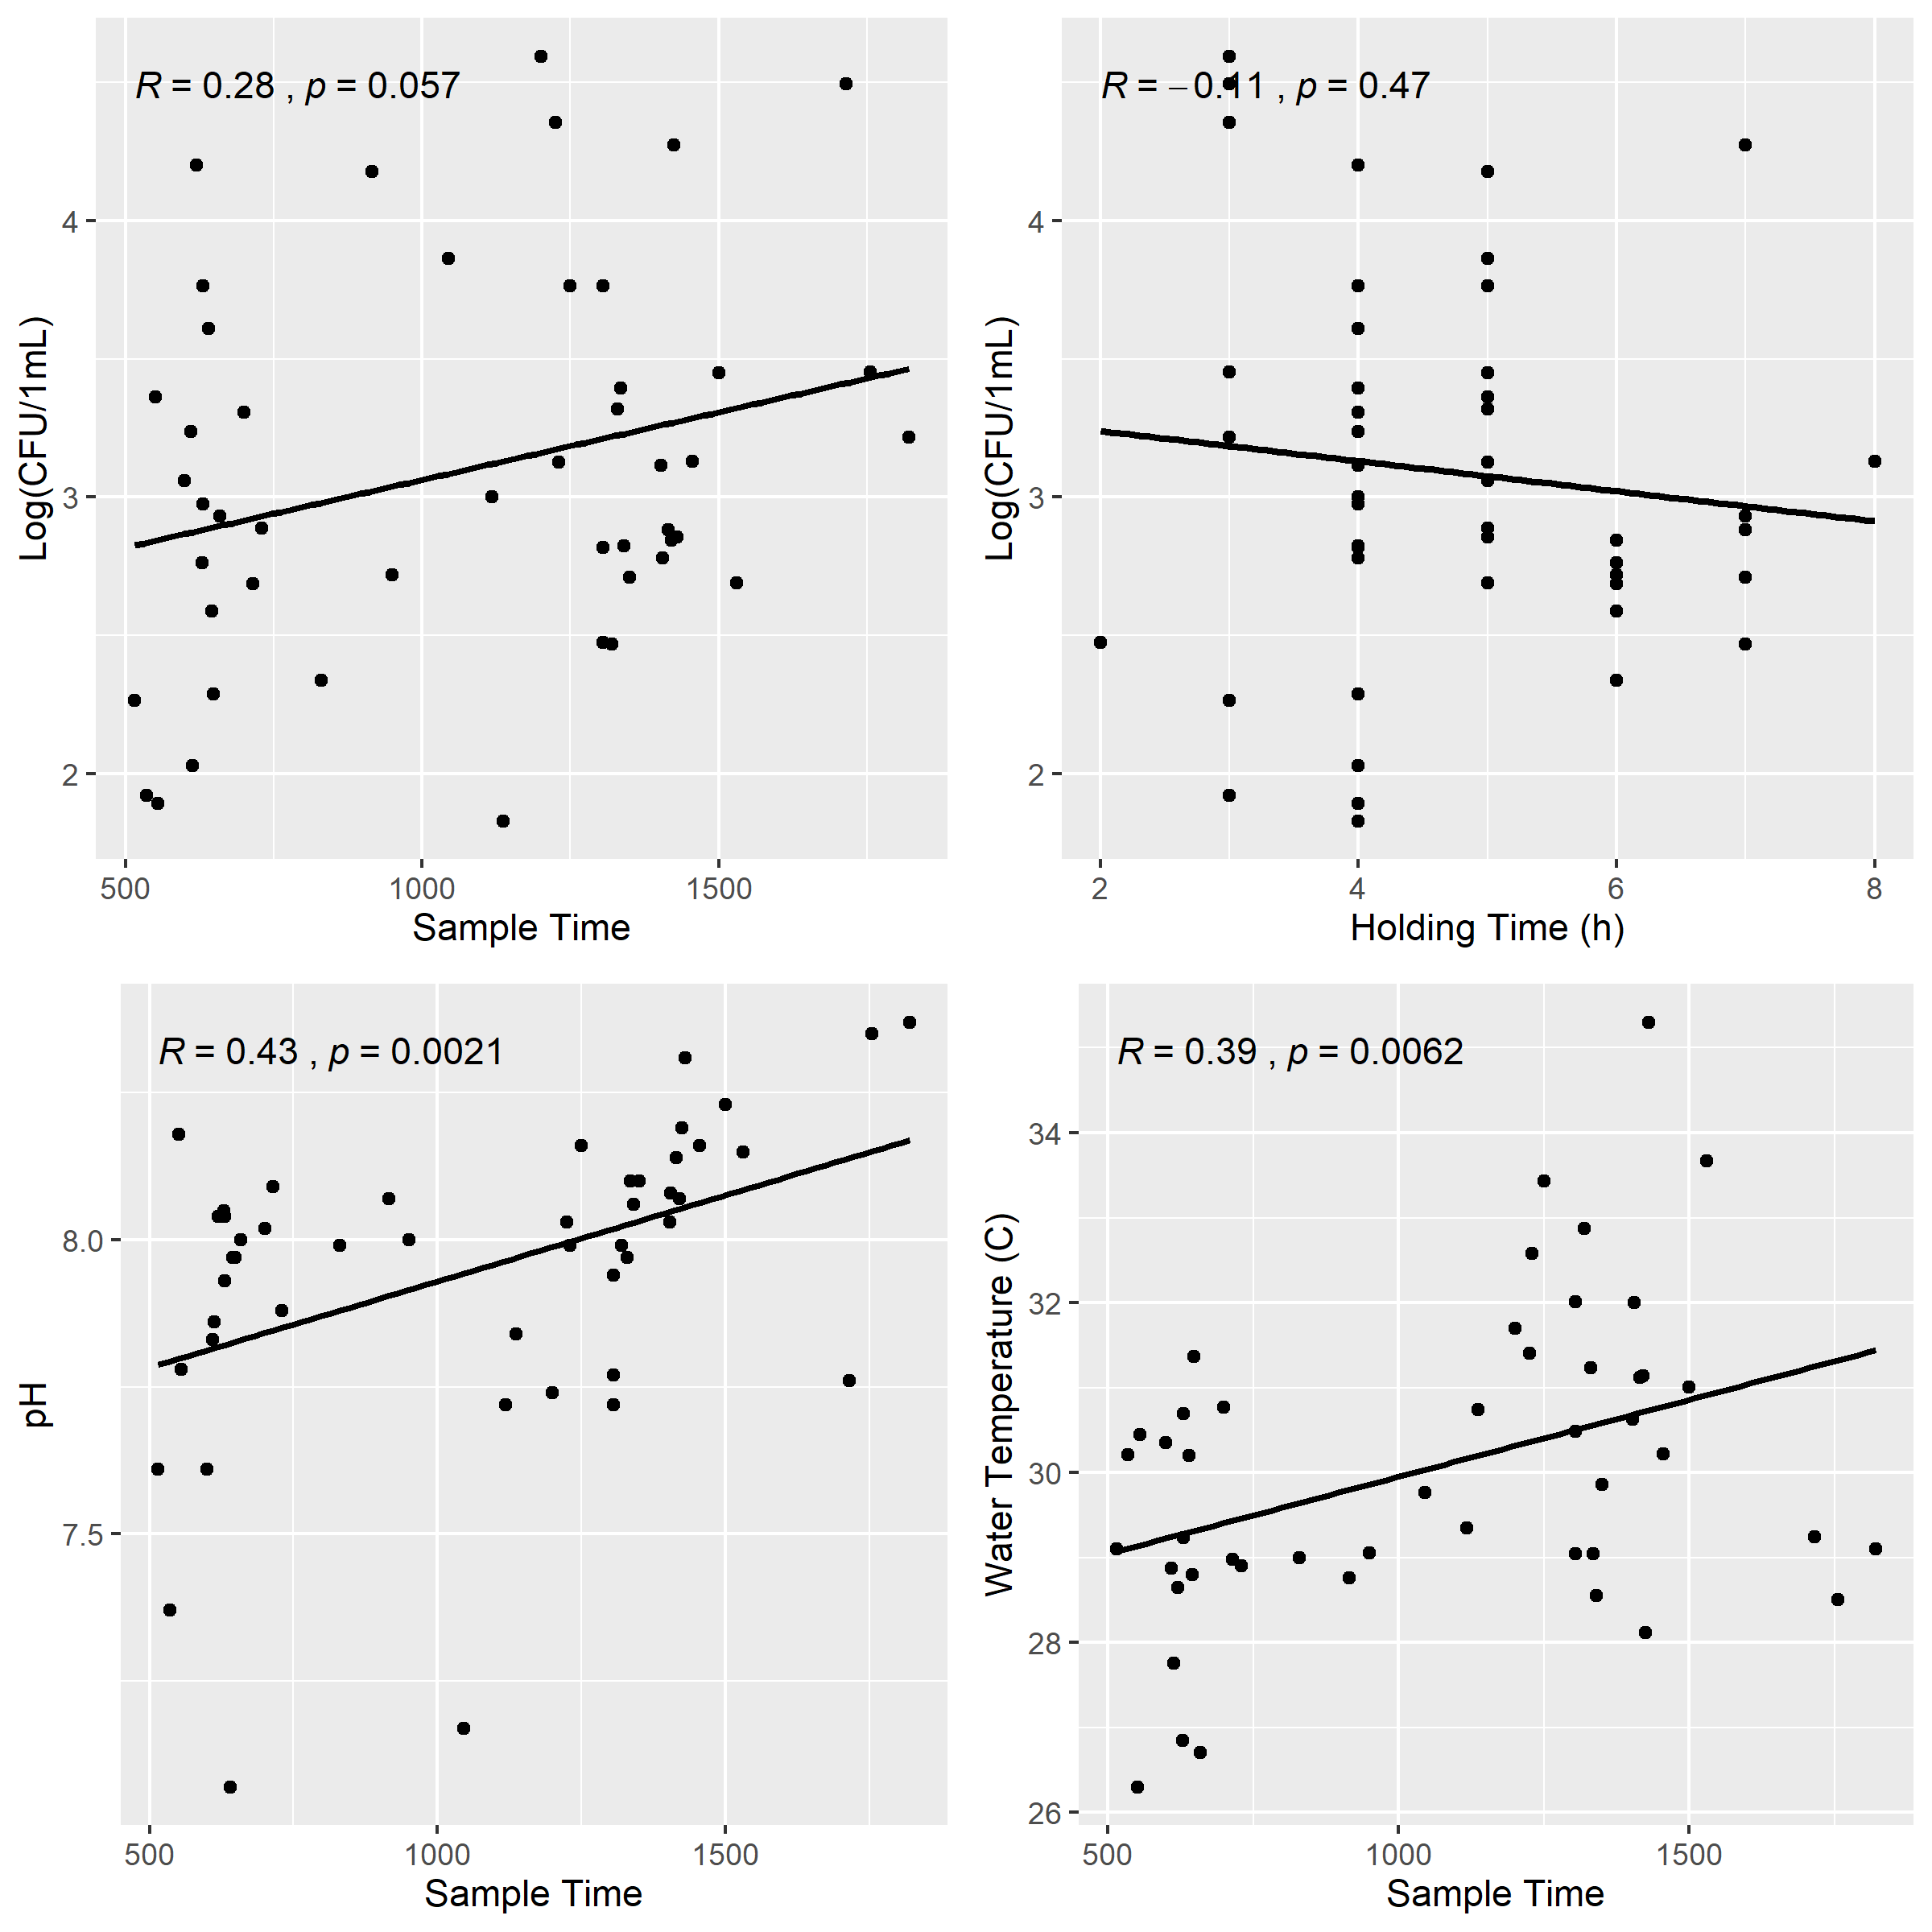 R = 0.28 , p = 0.057
4
3
2
Log(CFU/1mL)
500 1000 1500
Sample Time
R = −0.11 , p = 0.47
4
3
2
Log(CFU/1mL)
2 4 6 8
Holding Time (h)
R = 0.43 , p = 0.0021
8.0
7.5
pH
500 1000 1500
Sample Time
R = 0.39 , p = 0.0062
34
32
30
28
26
Water Temperature (C)
500 1000 1500
Sample Time